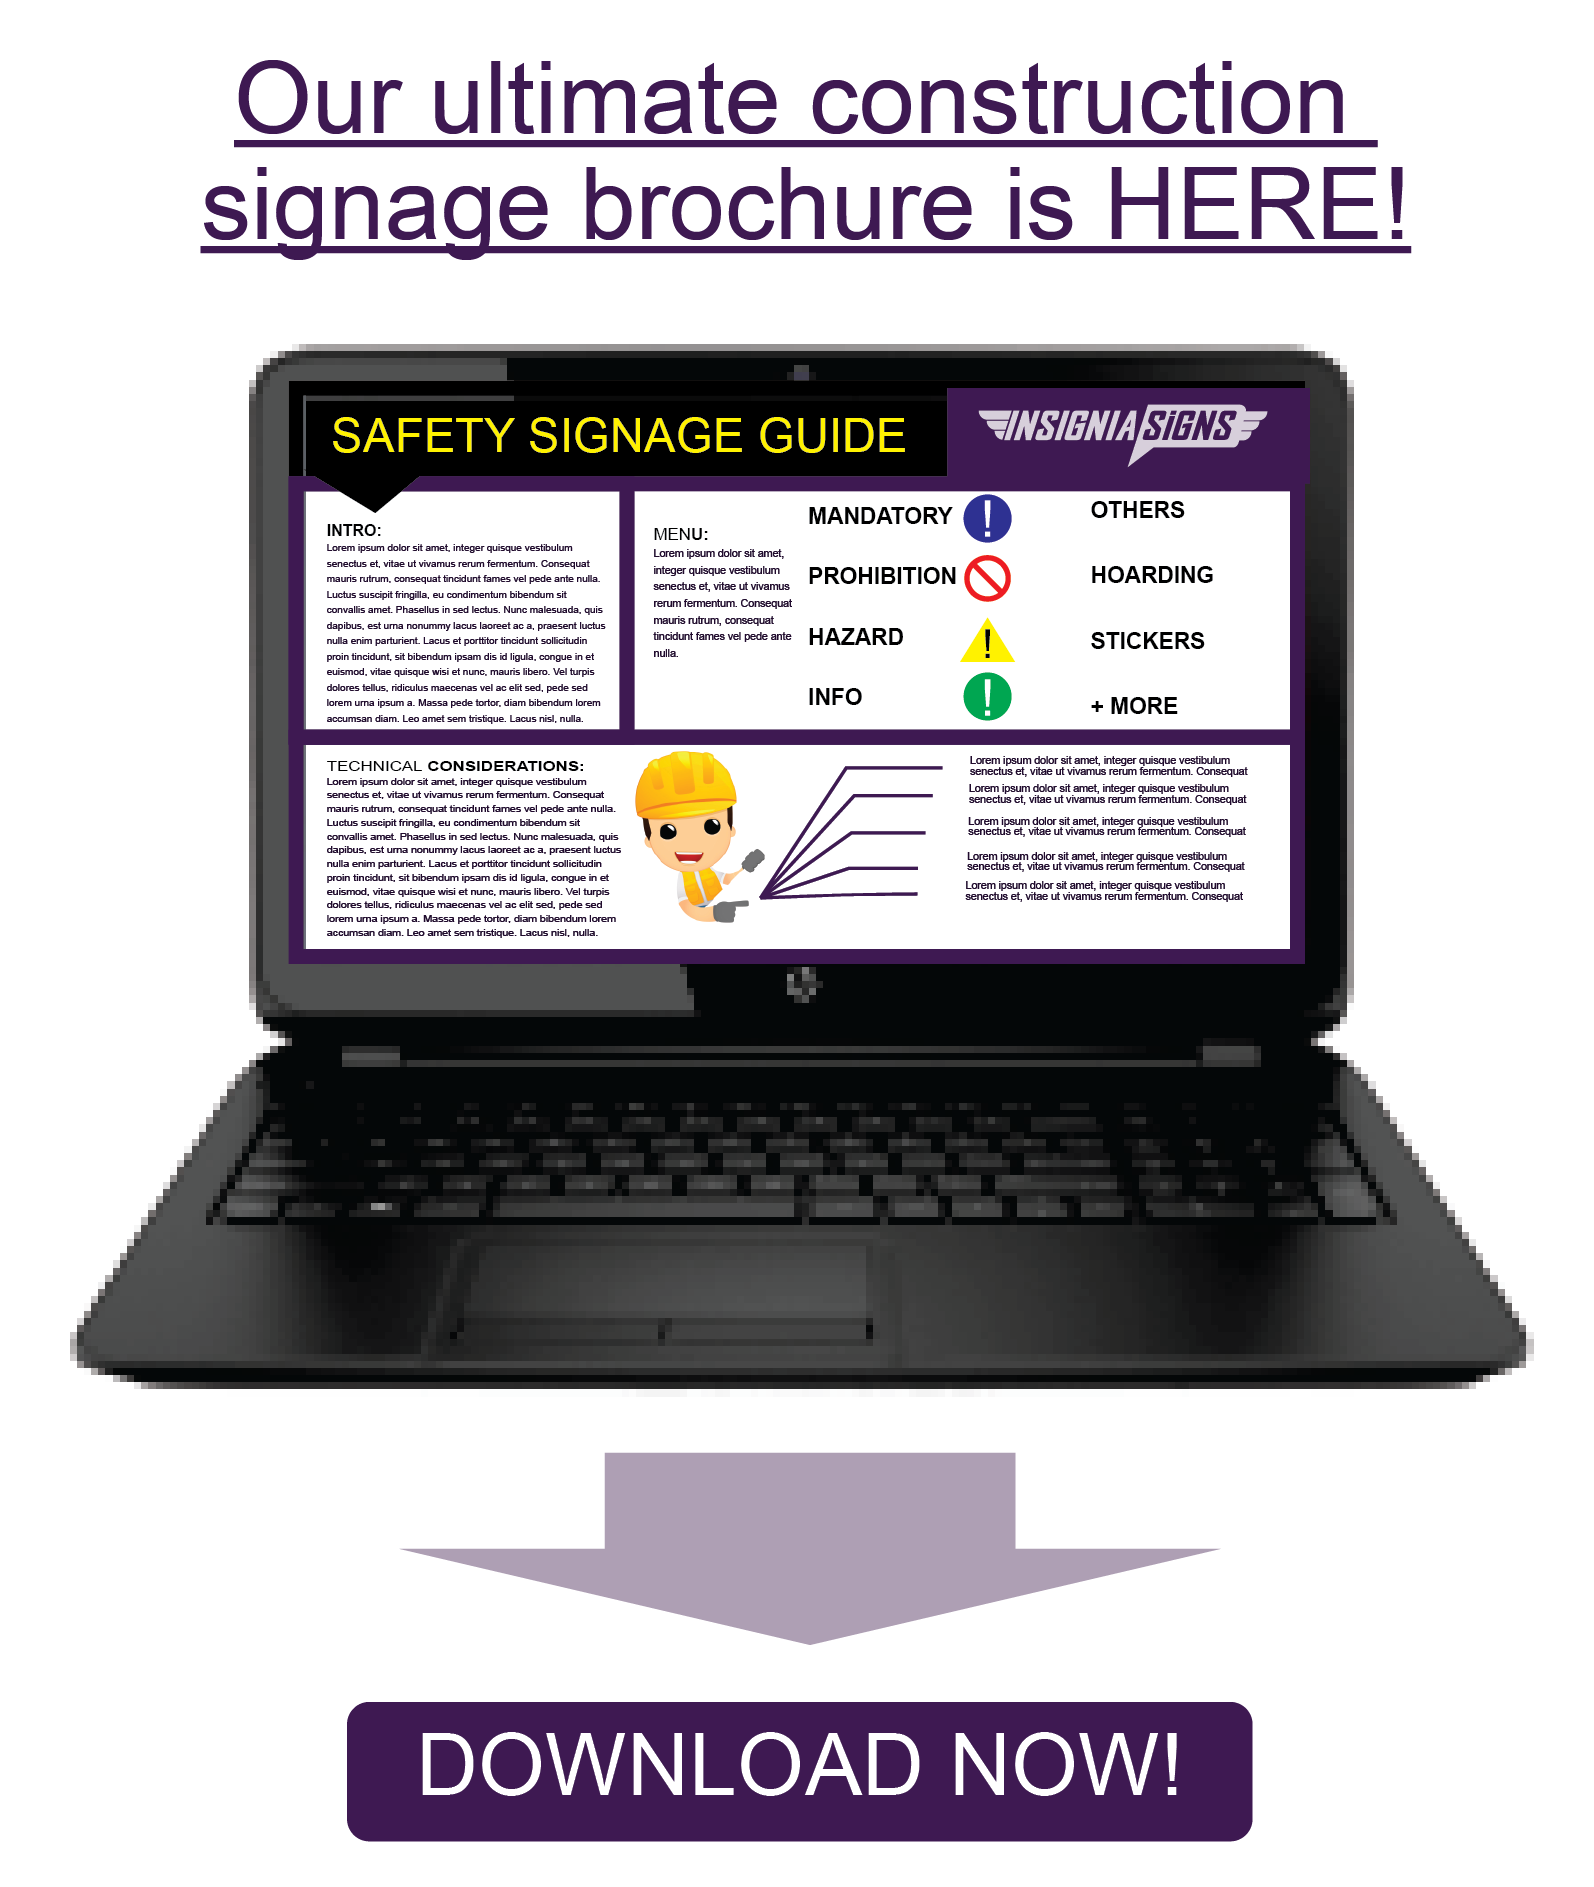 Our ultimate construction
signage brochure is HERE!
SAFETY SIGNAGE GUIDE
INSIGNIA SiGNS
INTRO:
Lorem ipsum dolor sit amet, integer quisque vestibulum
senectus et, vitae ut vivamus rerum fermentum. Consequat
mauris rutrum, consequat tincidunt fames vel pede ante nulla.
Luctus suscipit fringilla, eu condimentum bibendum sit
convallis amet. Phasellus in sed lectus. Nunc malesuada, quis
dapibus, est urna nonummy lacus laoreet ac a, praesent luctus
nulla enim parturient. Lacus et porttitor tincidunt sollicitudin
proin tincidunt, sit bibendum ipsam dis id ligula, congue in et
euismod, vitae quisque wisi et nunc, mauris libero. Vel turpis
dolores tellus, ridiculus maecenas vel ac elit sed, pede sed
lorem urna ipsum a. Massa pede tortor, diam bibendum lorem
accumsan diam. Leo amet sem tristique. Lacus nisl, nulla.
MENU:
Lorem ipsum dolor sit amet,
integer quisque vestibulum
senectus et, vitae ut vivamus
rerum fermentum. Consequat
mauris rutrum, consequat
tincidunt fames vel pede ante
nulla.
MANDATORY !
PROHIBITION
HAZARD !
INFO !
OTHERS
HOARDING
STICKERS
+ MORE
TECHNICAL CONSIDERATIONS:
Lorem ipsum dolor sit amet, integer quisque vestibulum
senectus et, vitae ut vivamus rerum fermentum. Consequat
mauris rutrum, consequat tincidunt fames vel pede ante nulla.
Luctus suscipit fringilla, eu condimentum bibendum sit
convallis amet. Phasellus in sed lectus. Nunc malesuada, quis
dapibus, est urna nonummy lacus laoreet ac a, praesent luctus
nulla enim parturient. Lacus et porttitor tincidunt sollicitudin
proin tincidunt, sit bibendum ipsam dis id ligula, congue in et
euismod, vitae quisque wisi et nunc, mauris libero. Vel turpis
dolores tellus, ridiculus maecenas vel ac elit sed, pede sed
lorem urna ipsum a. Massa pede tortor, diam bibendum lorem
accumsan diam. Leo amet sem tristique. Lacus nisl, nulla.
Lorem ipsum dolor sit amet, integer quisque vestibulum
senectus et, vitae ut vivamus rerum fermentum. Consequat
Lorem ipsum dolor sit amet, integer quisque vestibulum
senectus et, vitae ut vivamus rerum fermentum. Consequat
Lorem ipsum dolor sit amet, integer quisque vestibulum
senectus et, vitae ut vivamus rerum fermentum. Consequat
Lorem ipsum dolor sit amet, integer quisque vestibulum
senectus et, vitae ut vivamus rerum fermentum. Consequat
Lorem ipsum dolor sit amet, integer quisque vestibulum
senectus et, vitae ut vivamus rerum fermentum. Consequat
DOWNLOAD NOW!